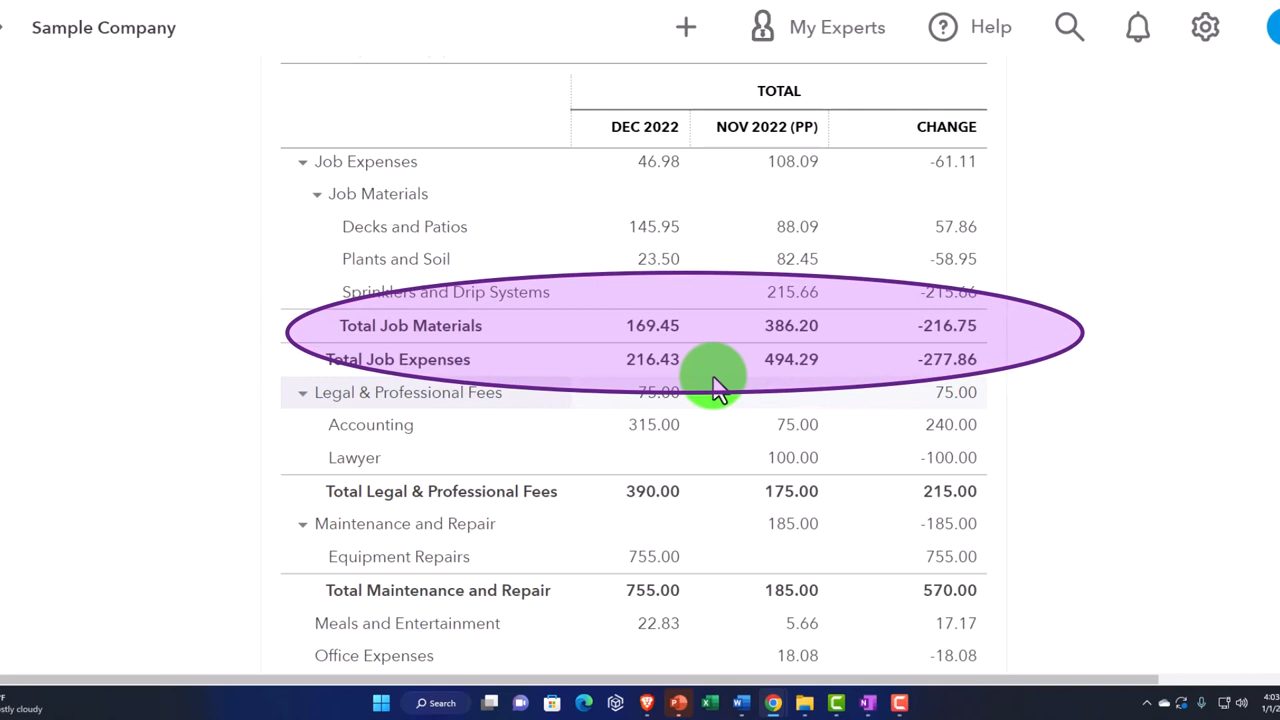 Sample Company
My Experts
Help
TOTAL
DEC 2022 NOV 2022 (PP) CHANGE
Job Expenses 46.98 108.09 -61.11
Job Materials
Decks and Patios 145.95 88.09 57.86
Plants and Soil 23.50 82.45 -58.95
Sprinklers and Drip Systems 215.66 -215.66
Total Job Materials 169.45 386.20 -216.75
Total Job Expenses 216.43 494.29 -277.86
Legal & Professional Fees 75.00 75.00
Accounting 315.00 75.00 240.00
Lawyer 100.00 -100.00
Total Legal & Professional Fees 390.00 175.00 215.00
Maintenance and Repair 185.00 -185.00
Equipment Repairs 755.00 755.00
Total Maintenance and Repair 755.00 185.00 570.00
Meals and Entertainment 22.83 5.66 17.17
Office Expenses 18.08 -18.08
Search
cloudy